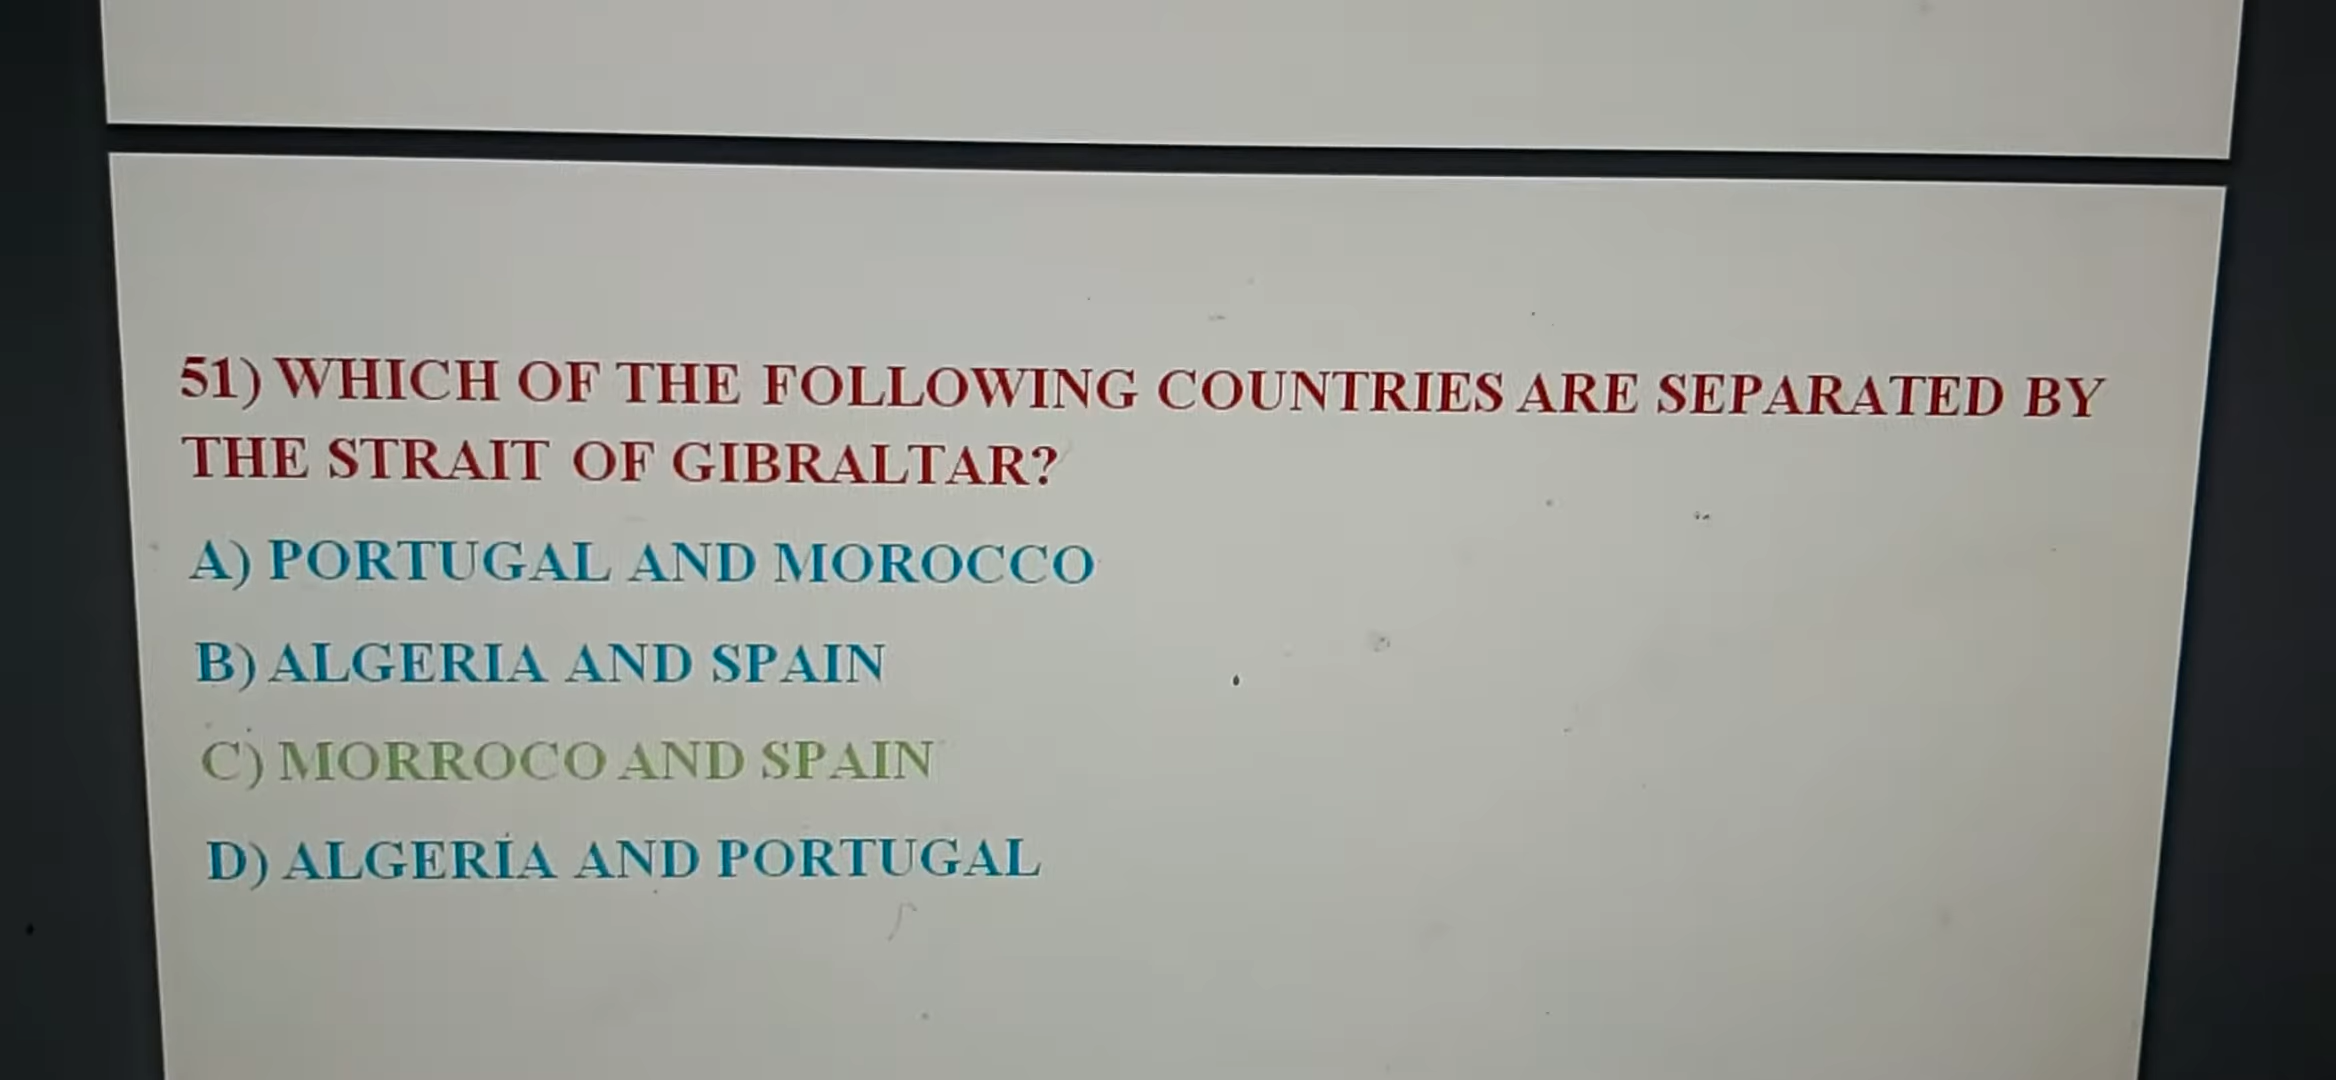 51) WHICH OF THE FOLLOWING COUNTRIES ARE SEPARATED BY
THE STRAIT OF GIBRALTAR?
A) PORTUGAL AND MOROCCO
B) ALGERIA AND SPAIN
C) MORROCO AND SPAIN
D) ALGERİA AND PORTUGAL